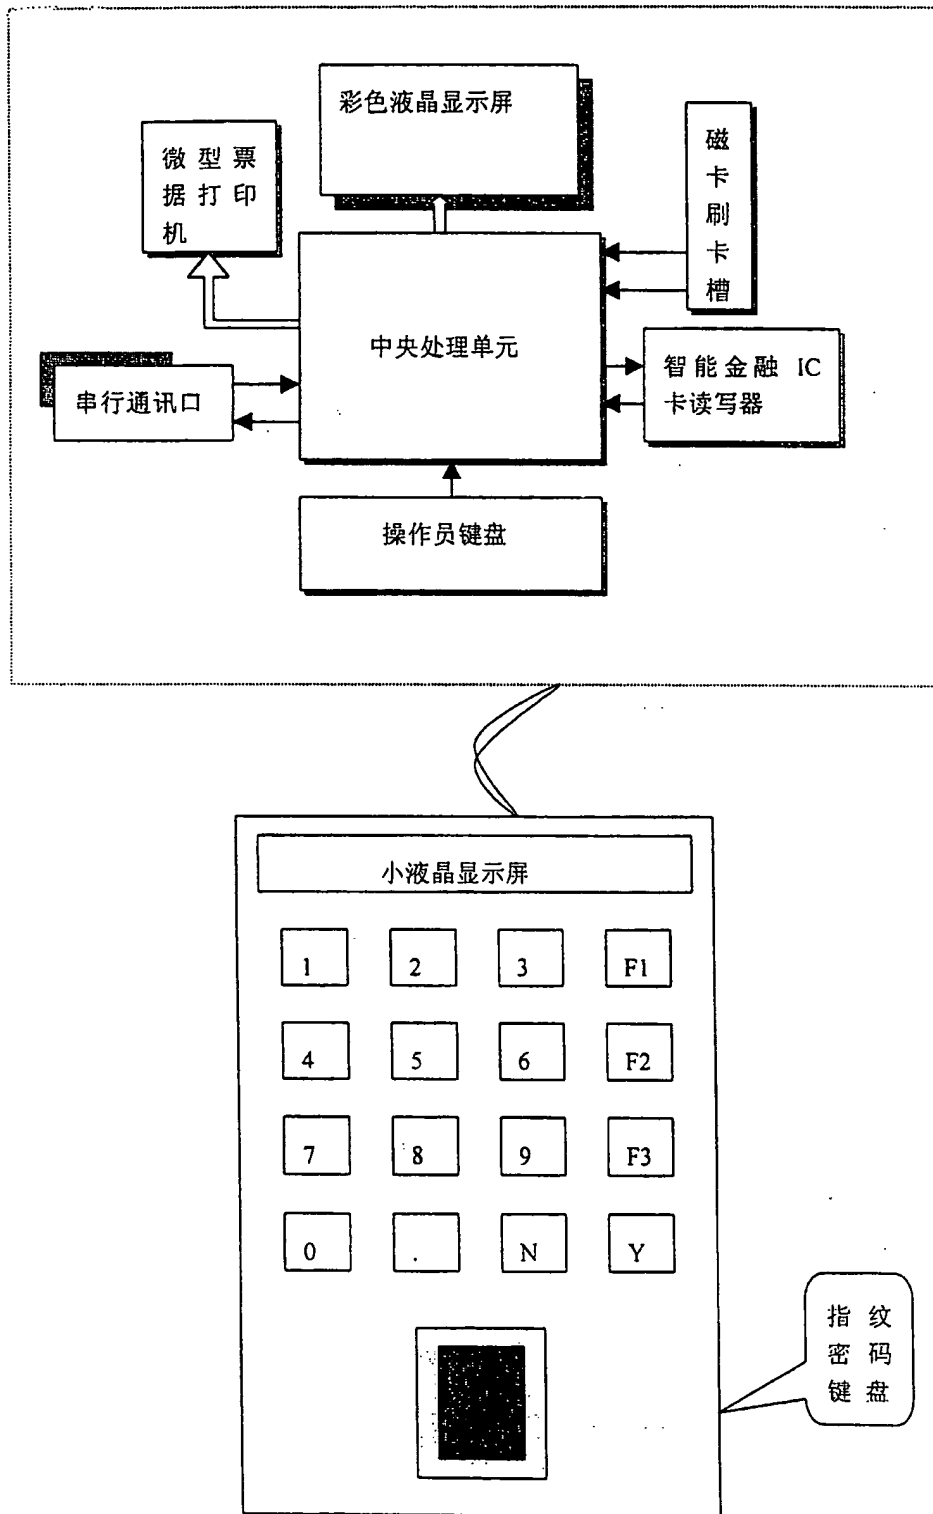 彩色液晶显示屏
微型票
据打印
机
磁
卡
刷
卡
槽
中央处理单元
智能金融 IC
卡读写器
串行通讯口
操作员键盘
小液晶显示屏
1 2 3 F1
4 5 6 F2
7 8 9 F3
0 . N Y
指纹
密码
键盘